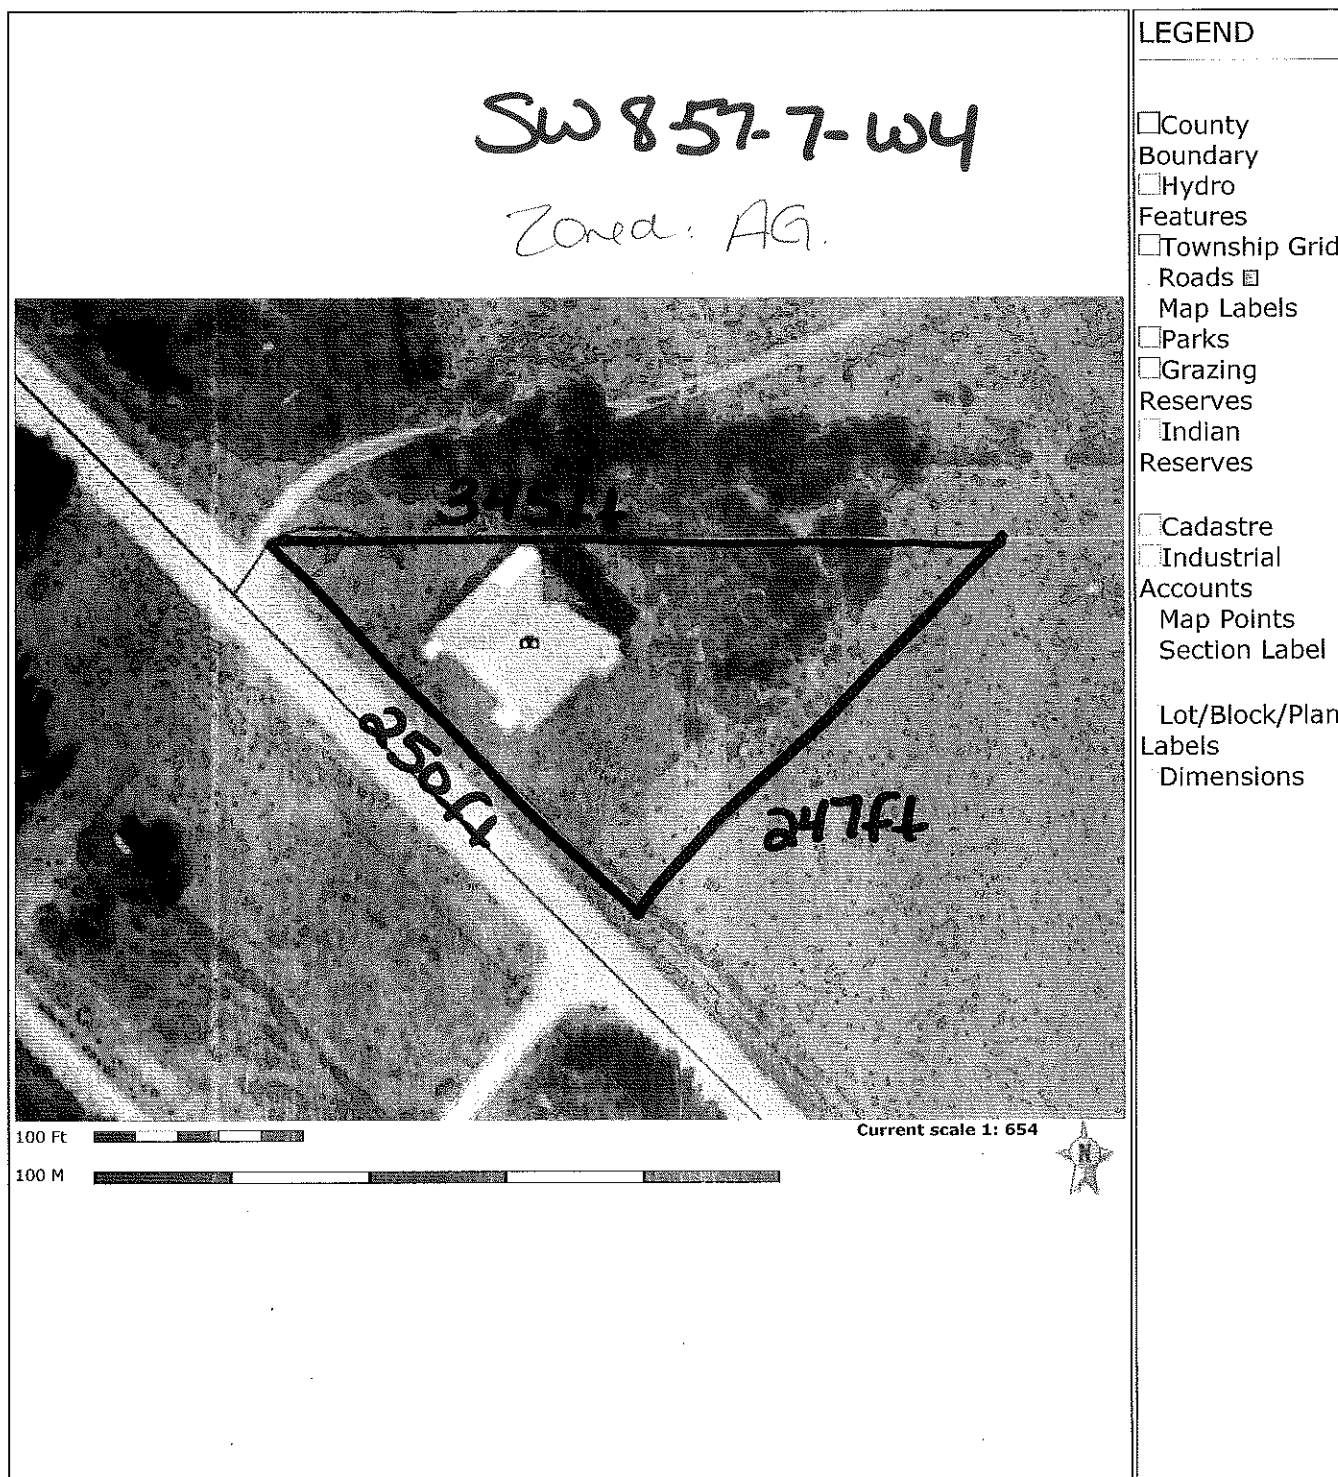 SW 8-57-7-W4
Zoned: AG.
345ft
250ft
247ft
100 Ft
Current scale 1: 654
N
100 M
LEGEND
County
Boundary
Hydro
Features
Township Grid
Roads
Map Labels
Parks
Grazing
Reserves
Indian
Reserves
Cadastre
Industrial
Accounts
Map Points
Section Label
Lot/Block/Plan
Labels
Dimensions